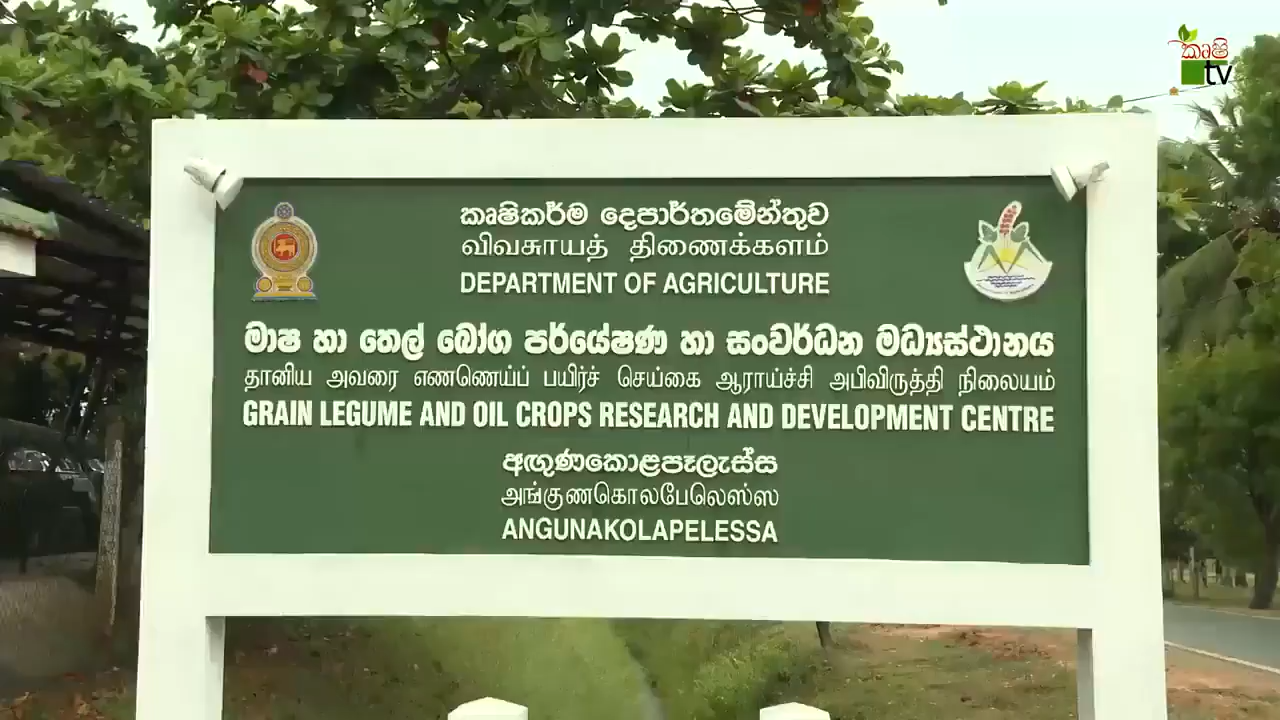 කෘෂි
tv
කෘෂිකර්ම දෙපාර්තමේන්තුව
விவசாயத் திணைக்களம்
DEPARTMENT OF AGRICULTURE
මාෂ හා තෙල් බෝග පර්යේෂණ හා සංවර්ධන මධ්‍යස්ථානය
தானிய அவரை எணணெய்ப் பயிர்ச் செய்கை ஆராய்ச்சி அபிவிருத்தி நிலையம்
GRAIN LEGUME AND OIL CROPS RESEARCH AND DEVELOPMENT CENTRE
අඟුණකොළපැලැස්ස
அங்குணகொலபேலெஸ்ஸ
ANGUNAKOLAPELESSA